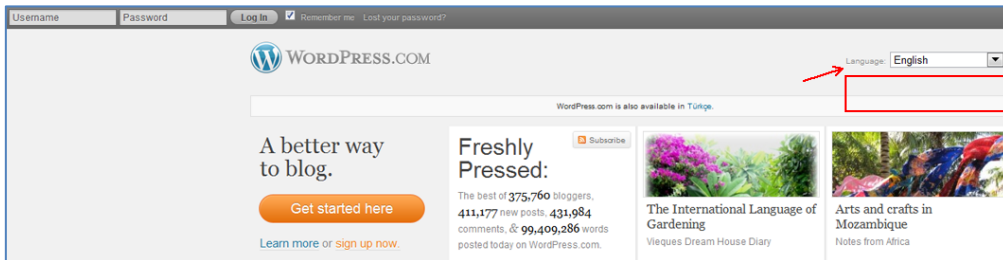 Username Password Log In Remember me Lost your password?
WORDPRESS.COM
Language: English
WordPress.com is also available in Türkçe.
A better way
to blog.
Get started here
Learn more or sign up now.
Freshly
Pressed:
Subscribe
The best of 375,760 bloggers,
411,177 new posts, 431,984
comments, & 99,409,286 words
posted today on WordPress.com.
The International Language of
Gardening
Vieques Dream House Diary
Arts and crafts in
Mozambique
Notes from Africa